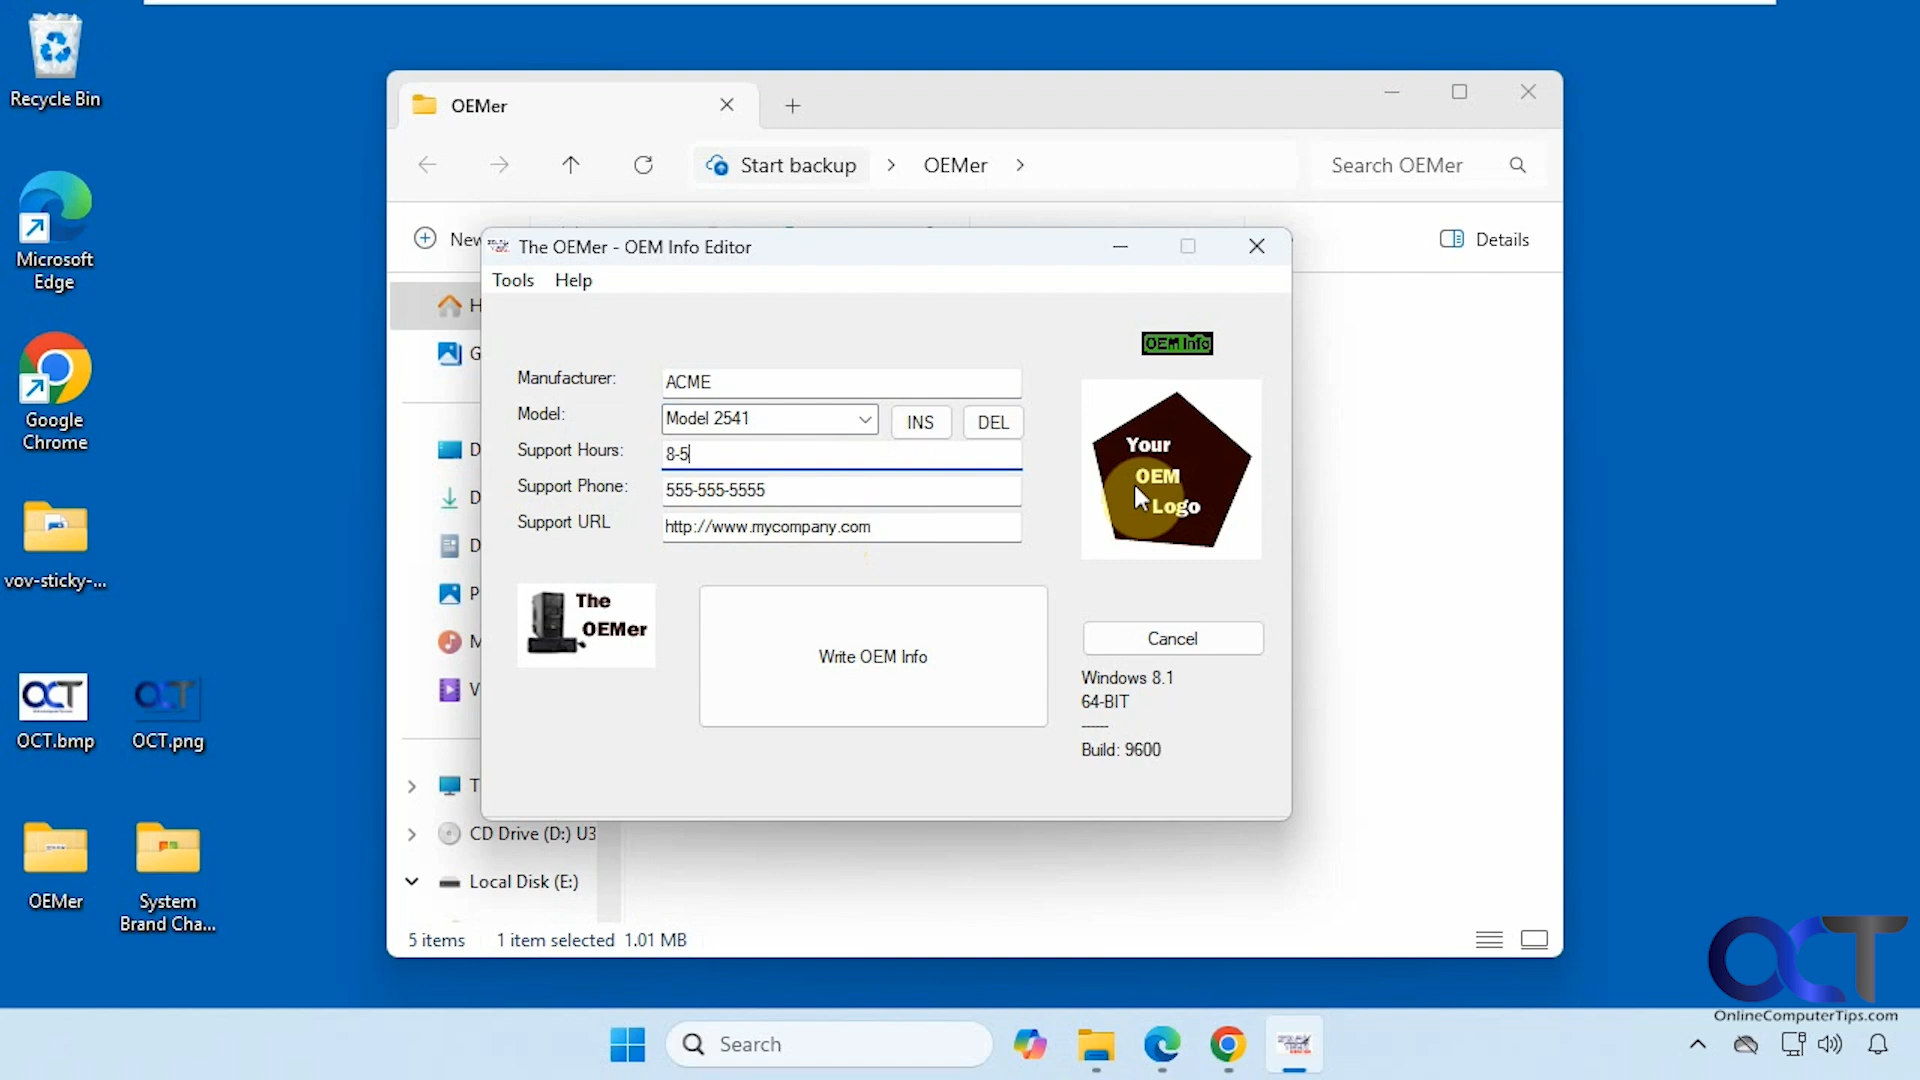 Recycle Bin
Microsoft
Edge
Google
Chrome
vov-sticky-...
OCT
OCT.bmp
OCT
OCT.png
OEMer
System
Brand Cha...
OEMer
Start backup
OEMer
Search OEMer
New
Details
H
G
D
D
D
P
M
V
T
CD Drive (D:) U3
Local Disk (E:)
5 items
1 item selected 1.01 MB
The OEMer - OEM Info Editor
Tools
Help
OEM Info
Manufacturer:
ACME
Model:
Model 2541
INS
DEL
Support Hours:
8-5
Support Phone:
555-555-5555
Support URL
http://www.mycompany.com
Your
OEM
Logo
The
OEMer
Write OEM Info
Cancel
Windows 8.1
64-BIT
-----
Build: 9600
Search
OCT
OnlineComputerTips.com